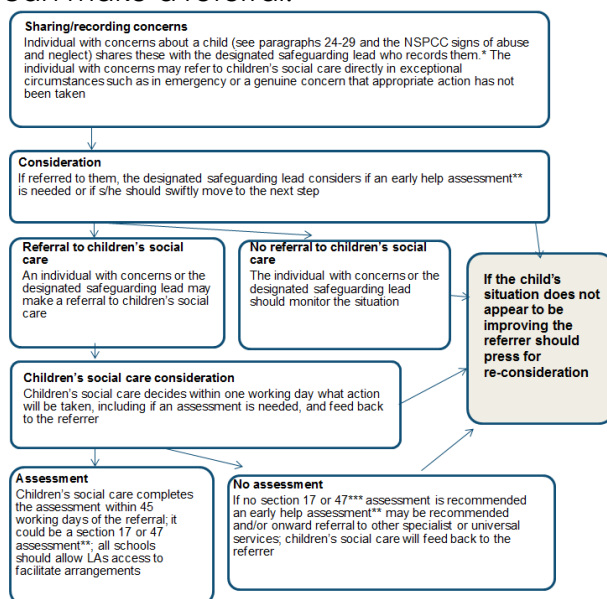 can make a referral.
Sharing/recording concerns
Individual with concerns about a child (see paragraphs 24-29 and the NSPCC signs of abuse
and neglect) shares these with the designated safeguarding lead who records them.* The
individual with concerns may refer to children's social care directly in exceptional
circumstances such as in emergency or a genuine concern that appropriate action has not
been taken
Consideration
If referred to them, the designated safeguarding lead considers if an early help assessment**
is needed or if s/he should swiftly move to the next step
Referral to children's social
care
An individual with concerns or the
designated safeguarding lead may
make a referral to children's social
care
No referral to children's social
care
The individual with concerns or the
designated safeguarding lead
should monitor the situation
If the child's
situation does not
appear to be
improving the
referrer should
press for
re-consideration
Children's social care consideration
Children's social care decides within one working day what action
will be taken, including if an assessment is needed, and feed back
to the referrer
Assessment
Children's social care completes
the assessment within 45
working days of the referral; it
could be a section 17 or 47
assessment**; all schools
should allow LAs access to
facilitate arrangements
No assessment
If no section 17 or 47*** assessment is recommended
an early help assessment** may be recommended
and/or onward referral to other specialist or universal
services; children's social care will feed back to the
referrer